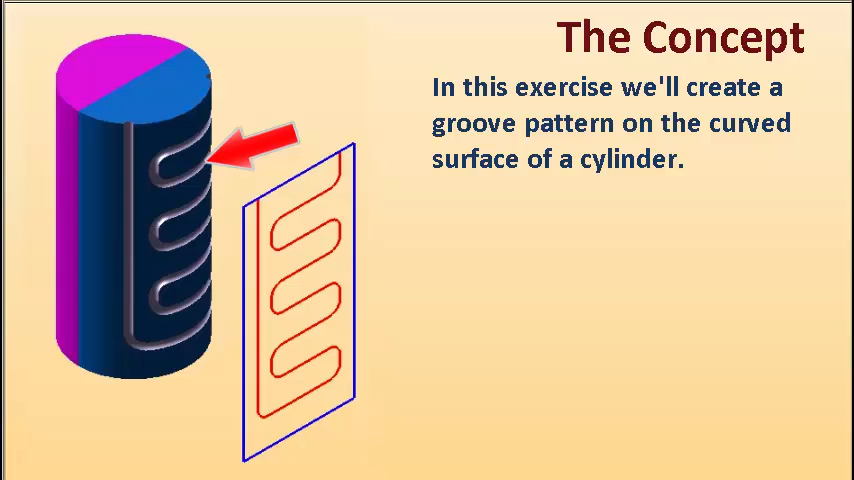 The Concept
In this exercise we'll create a
groove pattern on the curved
surface of a cylinder.